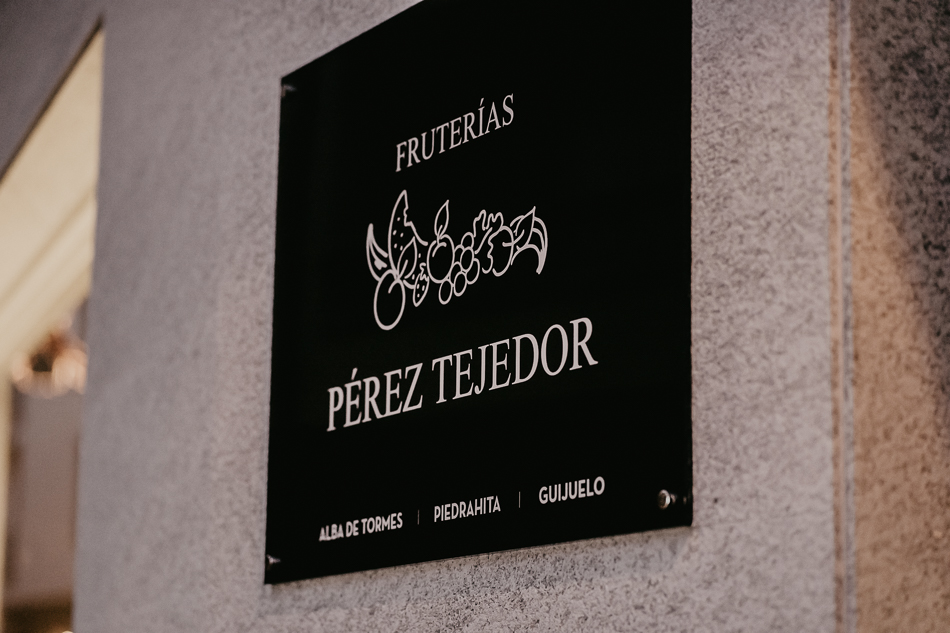 FRUTERÍAS
PÉREZ TEJEDOR
ALBA DE TORMES | PIEDRAHITA | GUIJUELO